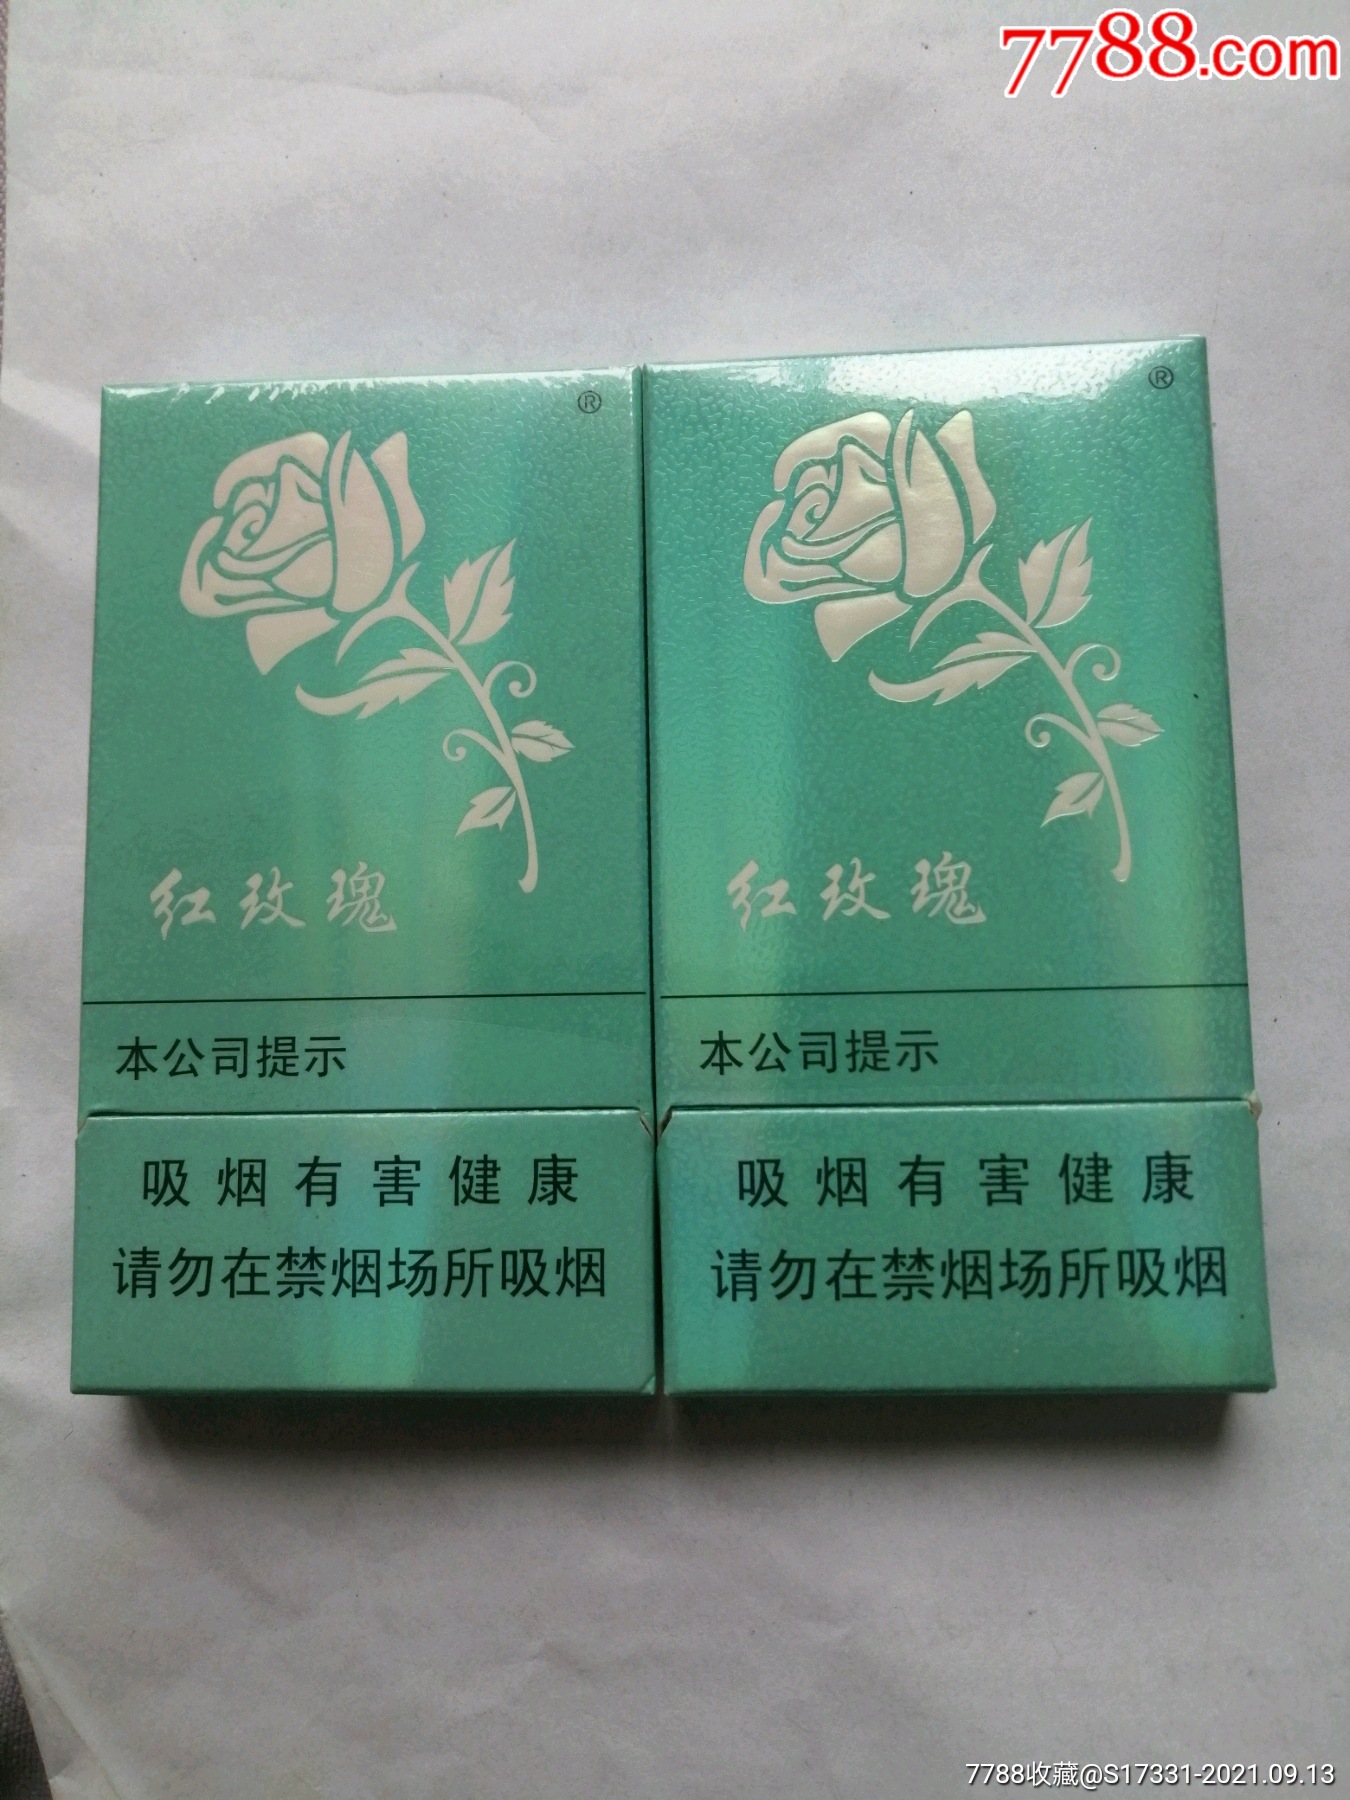 7788.com
®
红玫瑰
本公司提示
吸烟有害健康
请勿在禁烟场所吸烟
®
红玫瑰
本公司提示
吸烟有害健康
请勿在禁烟场所吸烟
7788收藏@S17331-2021.09.13